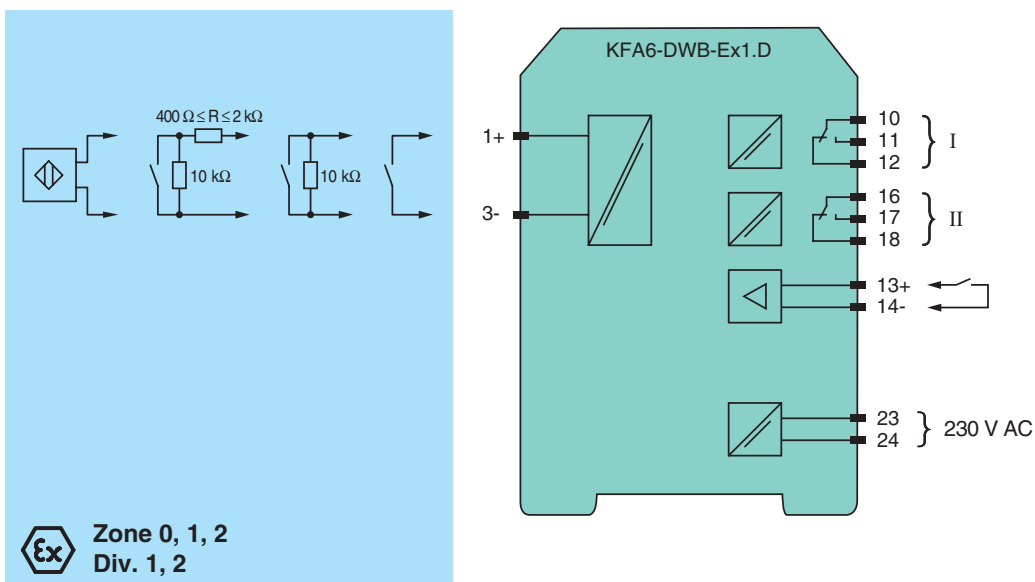 KFA6-DWB-Ex1.D
400 Ω ≤ R ≤ 2 kΩ
10 kΩ
10 kΩ
1+
3-
10
11
12
I
16
17
18
II
13+
14-
23
24
230 V AC
Ex
Zone 0, 1, 2
Div. 1, 2